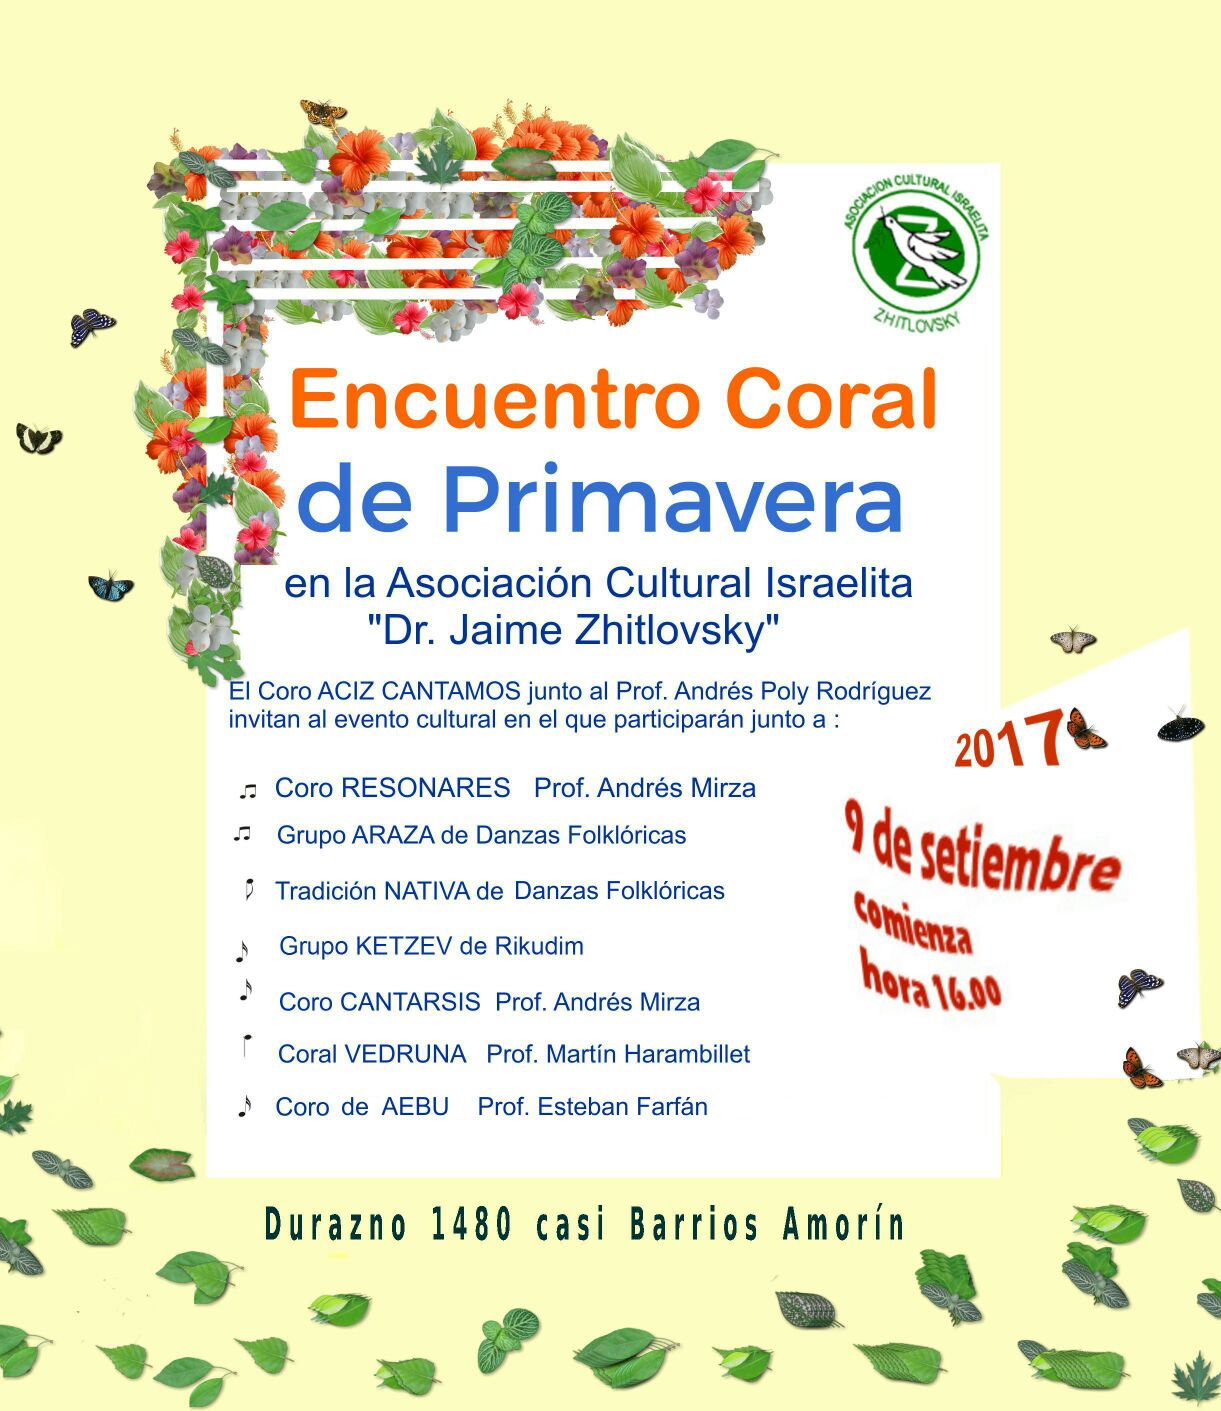 ASOCIACION CULTURAL ISRAELITA
Z
ZHITLOVSKY
Encuentro Coral
de Primavera
en la Asociación Cultural Israelita
"Dr. Jaime Zhitlovsky"
El Coro ACIZ CANTAMOS junto al Prof. Andrés Poly Rodríguez
invitan al evento cultural en el que participarán junto a :
Coro RESONARES Prof. Andrés Mirza
Grupo ARAZA de Danzas Folklóricas
Tradición NATIVA de Danzas Folklóricas
Grupo KETZEV de Rikudim
Coro CANTARSIS Prof. Andrés Mirza
Coral VEDRUNA Prof. Martín Harambillet
Coro de AEBU Prof. Esteban Farfán
2017
9 de setiembre
comienza
hora 16.00
Durazno 1480 casi Barrios Amorín